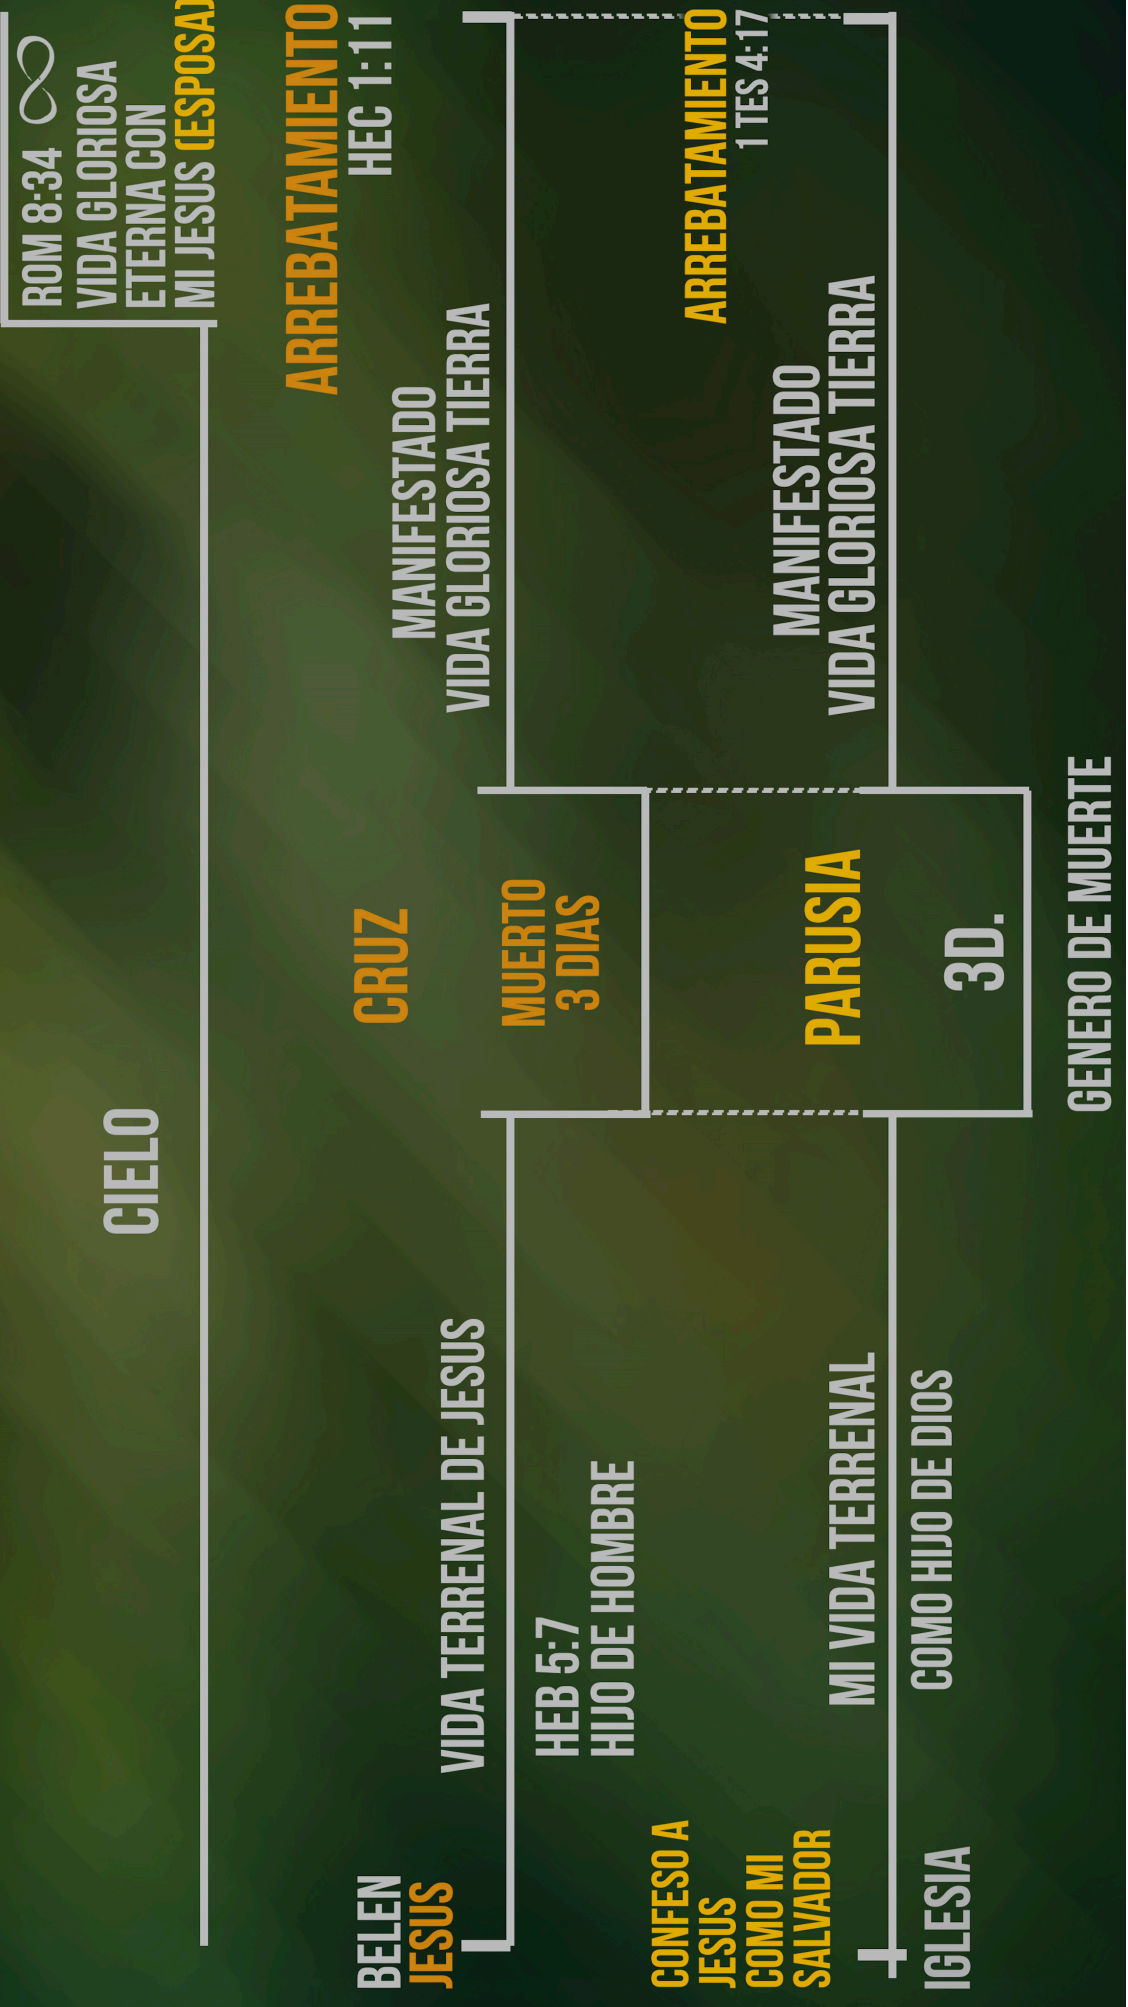 CIELO
ROM 8:34 ∞
VIDA GLORIOSA
ETERNA CON
MI JESUS (ESPOSA)
BELEN
JESUS
VIDA TERRENAL DE JESUS
HEB 5:7
HIJO DE HOMBRE
CRUZ
MUERTO
3 DIAS
MANIFESTADO
VIDA GLORIOSA TIERRA
ARREBATAMIENTO
HEC 1:11
CONFESO A
JESUS
COMO MI
SALVADOR
IGLESIA
MI VIDA TERRENAL
COMO HIJO DE DIOS
PARUSIA
3D.
GENERO DE MUERTE
MANIFESTADO
VIDA GLORIOSA TIERRA
ARREBATAMIENTO
1 TES 4:17